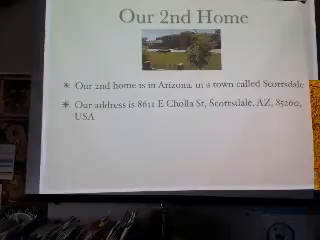 Our 2nd Home
* Our 2nd home is in Arizona, in a town called Scottsdale
* Our address is 8611 E Cholla St, Scottsdale, AZ, 85260,
USA